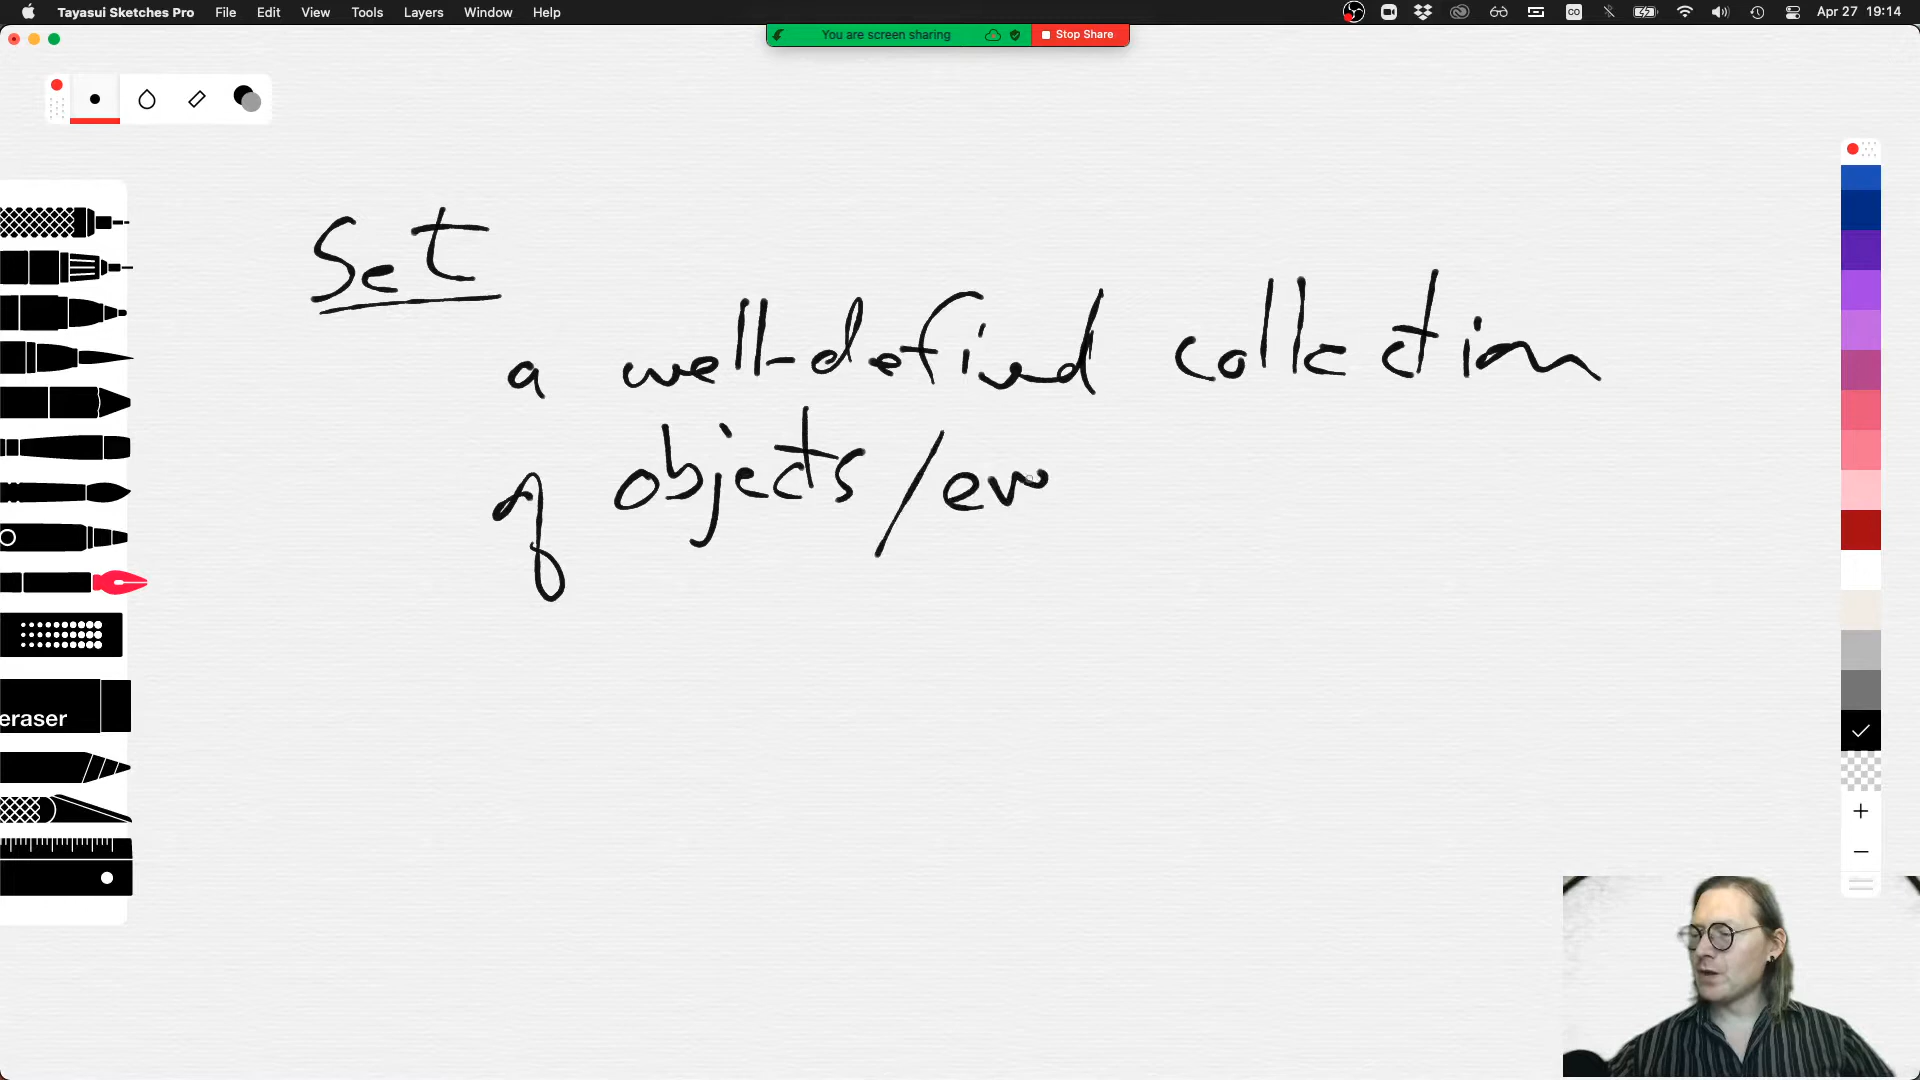 Tayasui Sketches Pro File Edit View Tools Layers Window Help Apr 27 19:14
You are screen sharing Stop Share
Set
a well-defined collection
of objects/ev
eraser